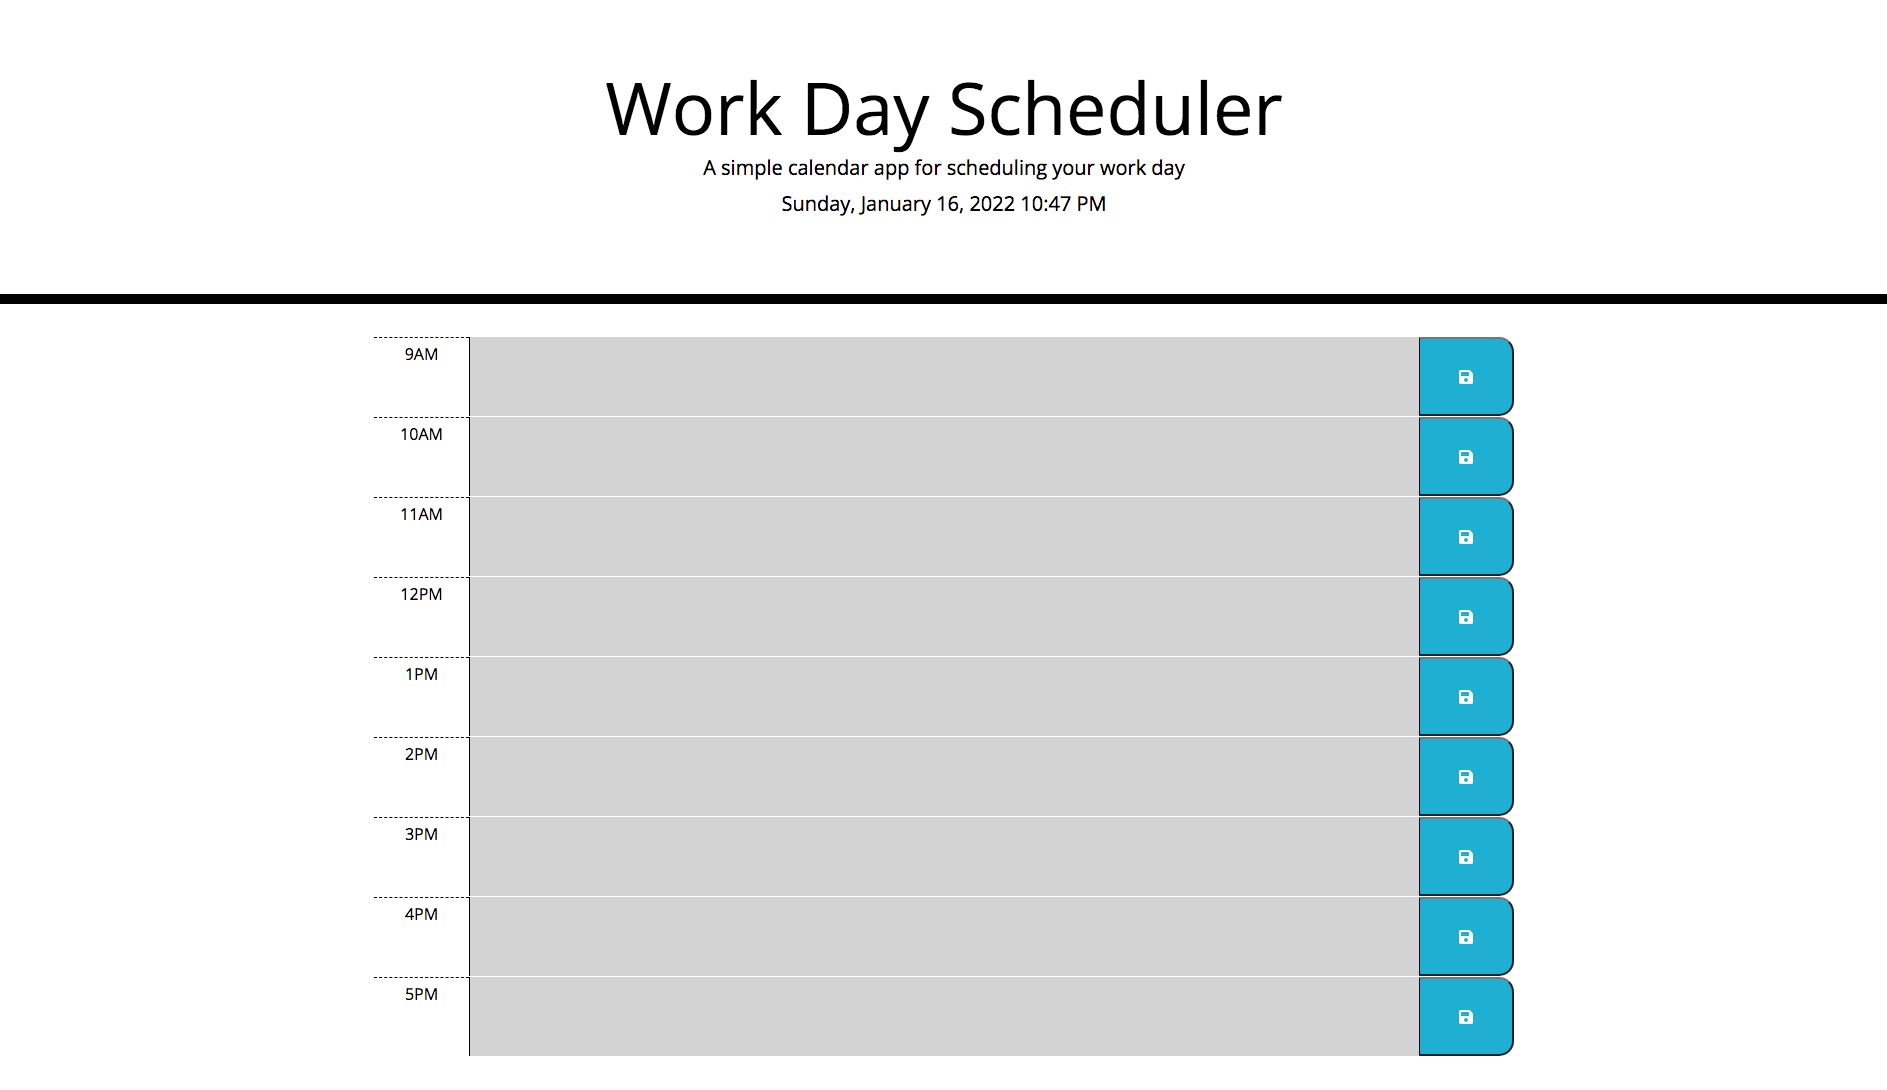 Work Day Scheduler
A simple calendar app for scheduling your work day
Sunday, January 16, 2022 10:47 PM
9AM
10AM
11AM
12PM
1PM
2PM
3PM
4PM
5PM